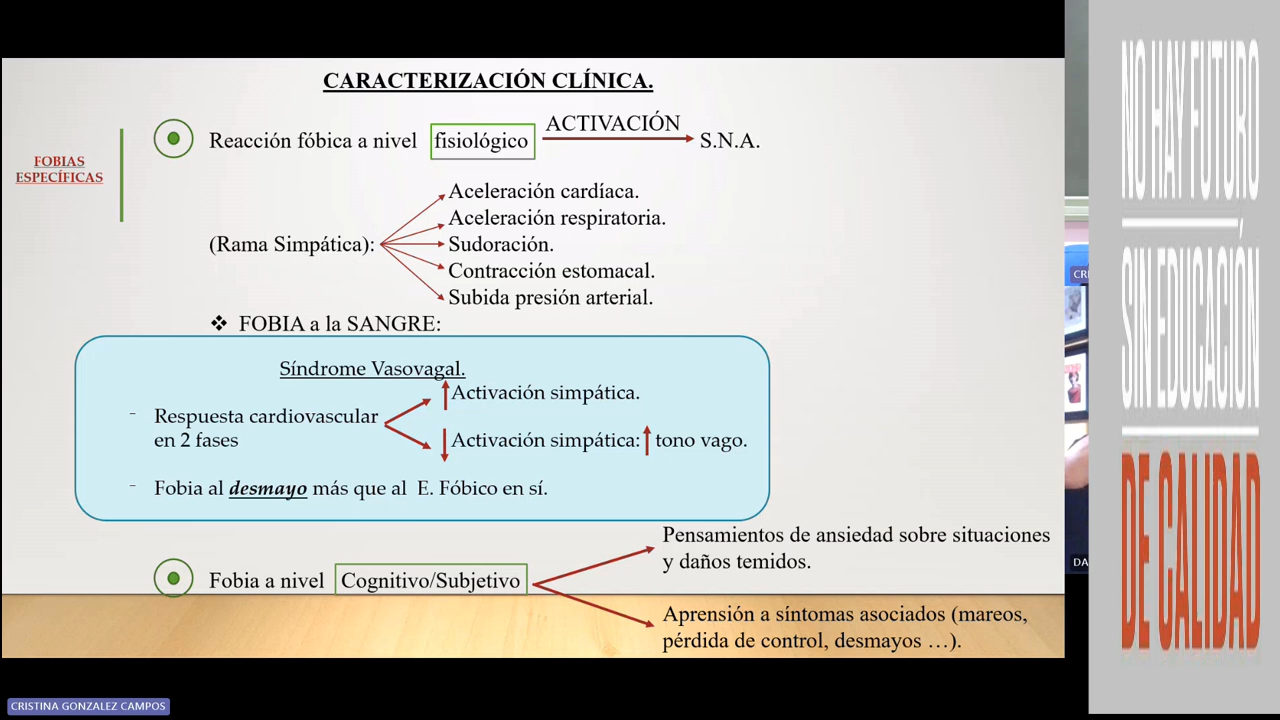 CARACTERIZACIÓN CLÍNICA.
FOBIAS
ESPECÍFICAS
Reacción fóbica a nivel fisiológico ACTIVACIÓN S.N.A.
(Rama Simpática):
Aceleración cardíaca.
Aceleración respiratoria.
Sudoración.
Contracción estomacal.
Subida presión arterial.
❖ FOBIA a la SANGRE:
Síndrome Vasovagal.
- Respuesta cardiovascular
en 2 fases
Activación simpática.
Activación simpática: tono vago.
- Fobia al desmayo más que al E. Fóbico en sí.
Fobia a nivel Cognitivo/Subjetivo
Pensamientos de ansiedad sobre situaciones
y daños temidos.
Aprensión a síntomas asociados (mareos,
pérdida de control, desmayos …).
CRISTINA GONZALEZ CAMPOS
NO HAY FUTURO
SIN EDUCACIÓN
DE CALIDAD
DA